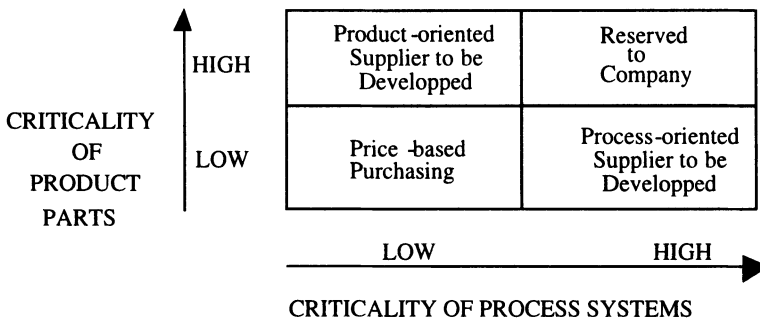 Product-oriented
Supplier to be
Developped
Reserved
to
Company
HIGH
CRITICALITY
OF
PRODUCT
PARTS
LOW
Price -based
Purchasing
Process-oriented
Supplier to be
Developped
LOW
HIGH
CRITICALITY OF PROCESS SYSTEMS